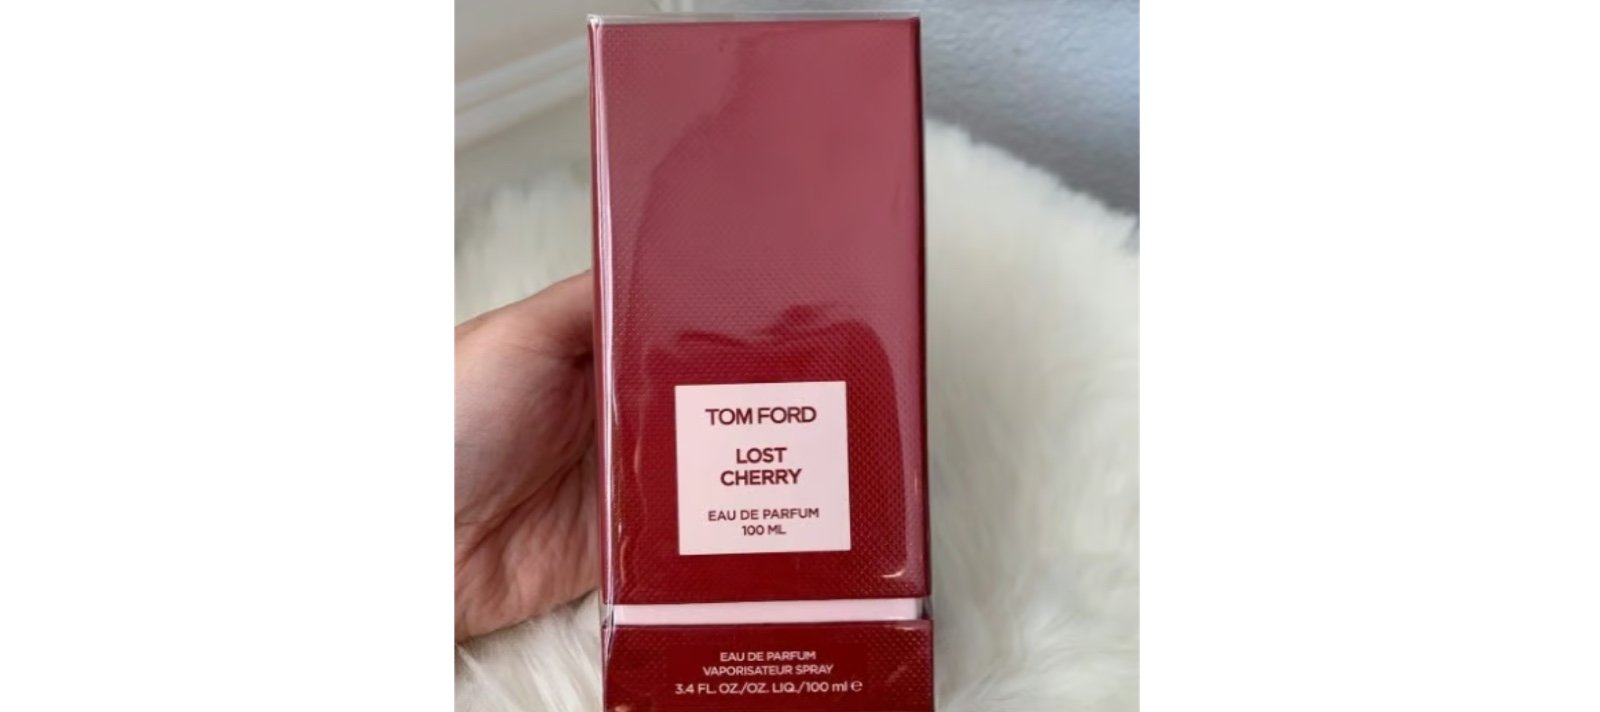 TOM FORD
LOST
CHERRY
EAU DE PARFUM
100 ML
EAU DE PARFUM
VAPORISATEUR SPRAY
3.4 FL. OZ./OZ. LIQ./100 ml ℮